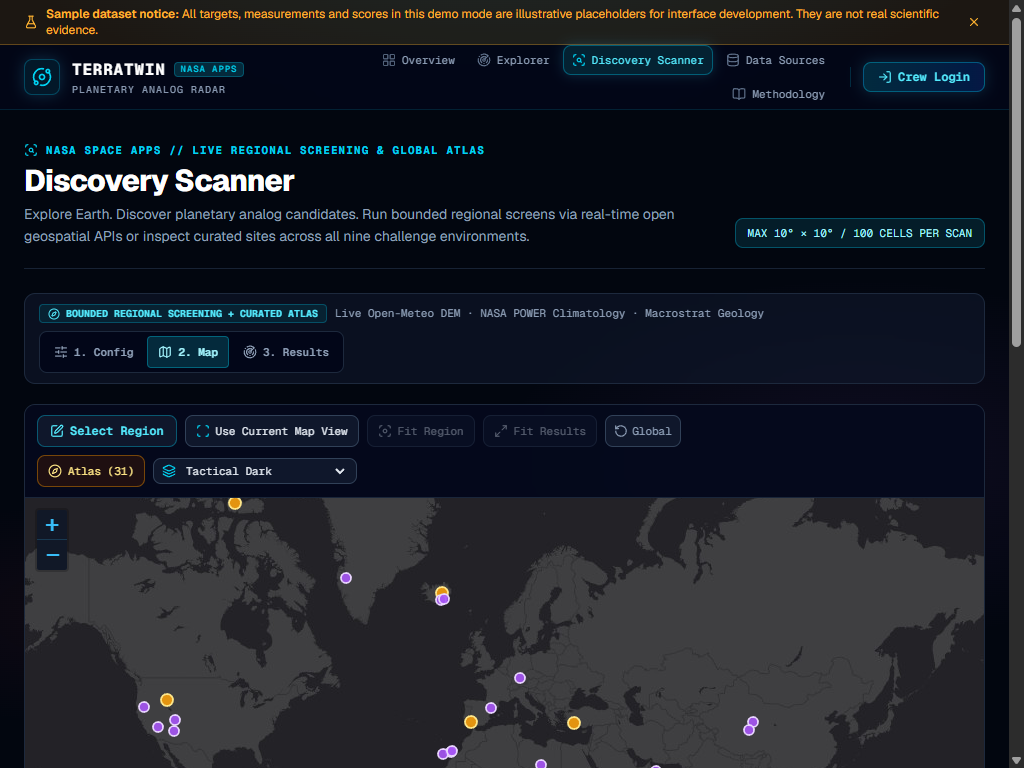 Sample dataset notice: All targets, measurements and scores in this demo mode are illustrative placeholders for interface development. They are not real scientific
evidence.
TERRATWIN NASA APPS
PLANETARY ANALOG RADAR
Overview
Explorer
Discovery Scanner
Data Sources
Methodology
Crew Login
NASA SPACE APPS // LIVE REGIONAL SCREENING & GLOBAL ATLAS
Discovery Scanner
Explore Earth. Discover planetary analog candidates. Run bounded regional screens via real-time open
geospatial APIs or inspect curated sites across all nine challenge environments.
MAX 10° × 10° / 100 CELLS PER SCAN
BOUNDED REGIONAL SCREENING + CURATED ATLAS Live Open-Meteo DEM · NASA POWER Climatology · Macrostrat Geology
1. Config
2. Map
3. Results
Select Region
Use Current Map View
Fit Region
Fit Results
Global
Atlas (31)
Tactical Dark
+
−